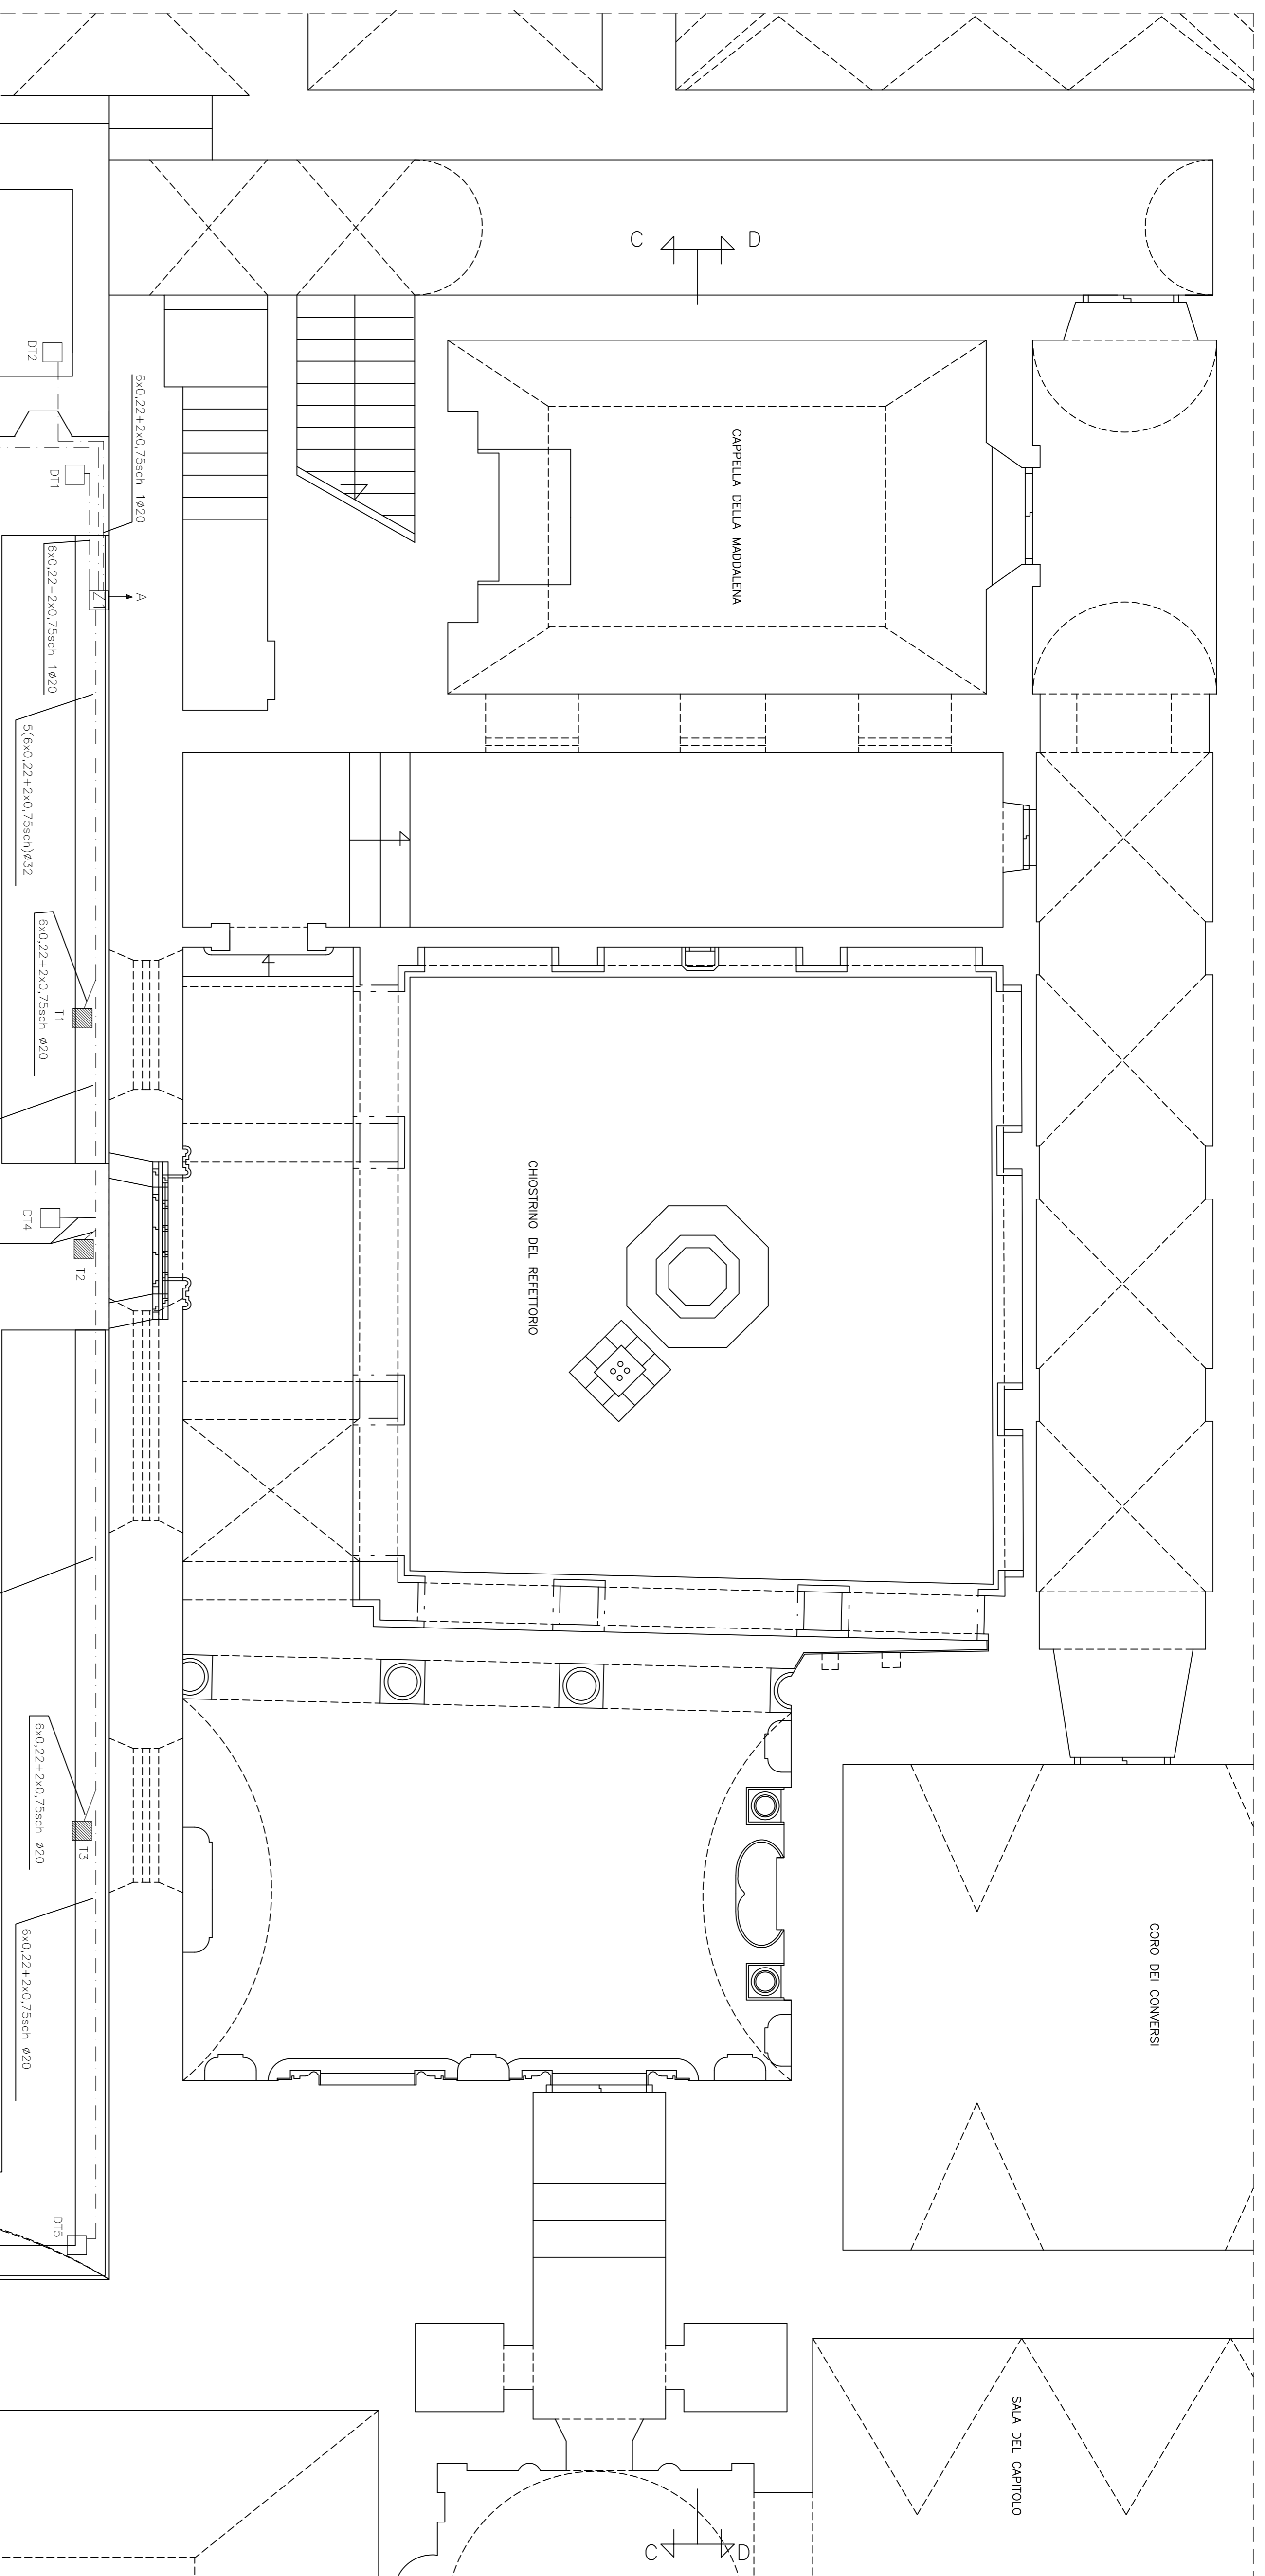 C D
DT2
6x0,22+2x0,75sch 1ø20
DT1
6x0,22+2x0,75sch 1ø20
Z1
A
CAPPELLA DELLA MADDALENA
5(6x0,22+2x0,75sch)ø32
6x0,22+2x0,75sch ø20
T1
DT4
T2
CHIOSTRINO DEL REFETTORIO
6x0,22+2x0,75sch ø20
T3
6x0,22+2x0,75sch ø20
DT5
CORO DEI CONVERSI
SALA DEL CAPITOLO
C D